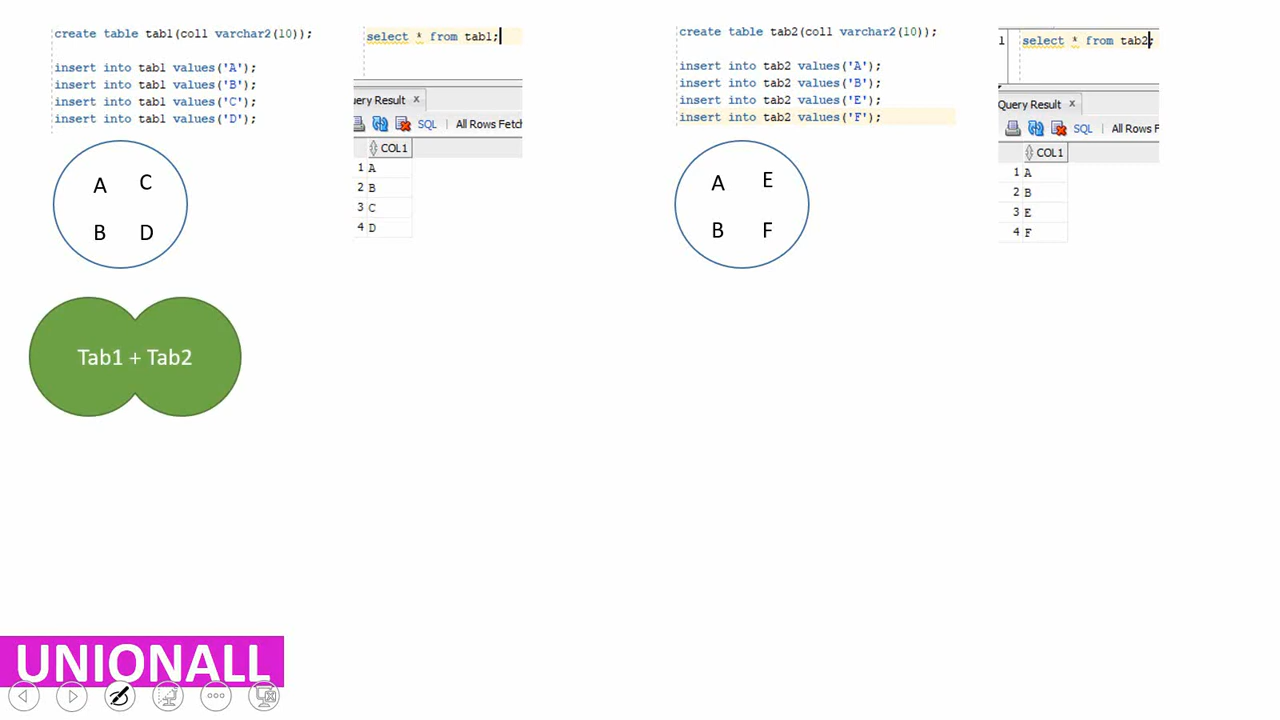 create table tab1(col1 varchar2(10));
insert into tab1 values('A');
insert into tab1 values('B');
insert into tab1 values('C');
insert into tab1 values('D');
select * from tab1;
uery Result x
SQL | All Rows Fetch
COL1
1 A
2 B
3 C
4 D
A C
B D
create table tab2(col1 varchar2(10));
insert into tab2 values('A');
insert into tab2 values('B');
insert into tab2 values('E');
insert into tab2 values('F');
1 select * from tab2;
Query Result x
SQL | All Rows F
COL1
1 A
2 B
3 E
4 F
A E
B F
Tab1 + Tab2
UNIONALL